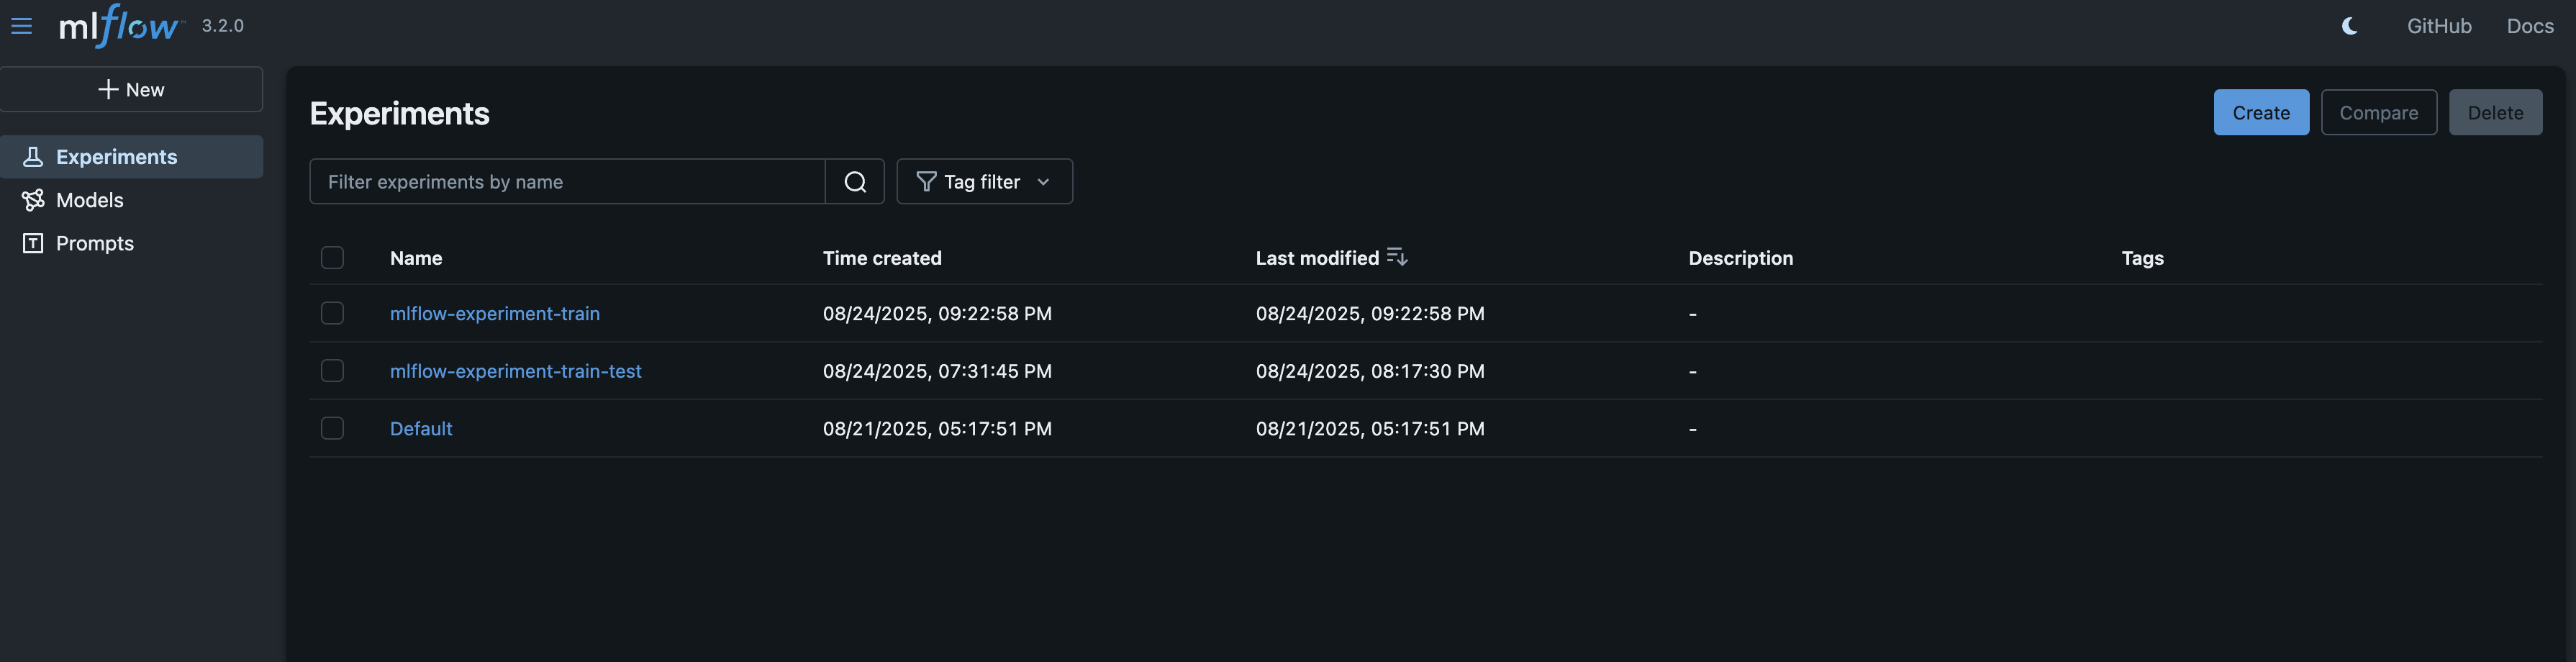 mlflow™ 3.2.0 GitHub Docs
+ New
Experiments
Models
Prompts
Experiments
Create Compare Delete
Filter experiments by name Tag filter
Name Time created Last modified Description Tags
mlflow-experiment-train 08/24/2025, 09:22:58 PM 08/24/2025, 09:22:58 PM -
mlflow-experiment-train-test 08/24/2025, 07:31:45 PM 08/24/2025, 08:17:30 PM -
Default 08/21/2025, 05:17:51 PM 08/21/2025, 05:17:51 PM -